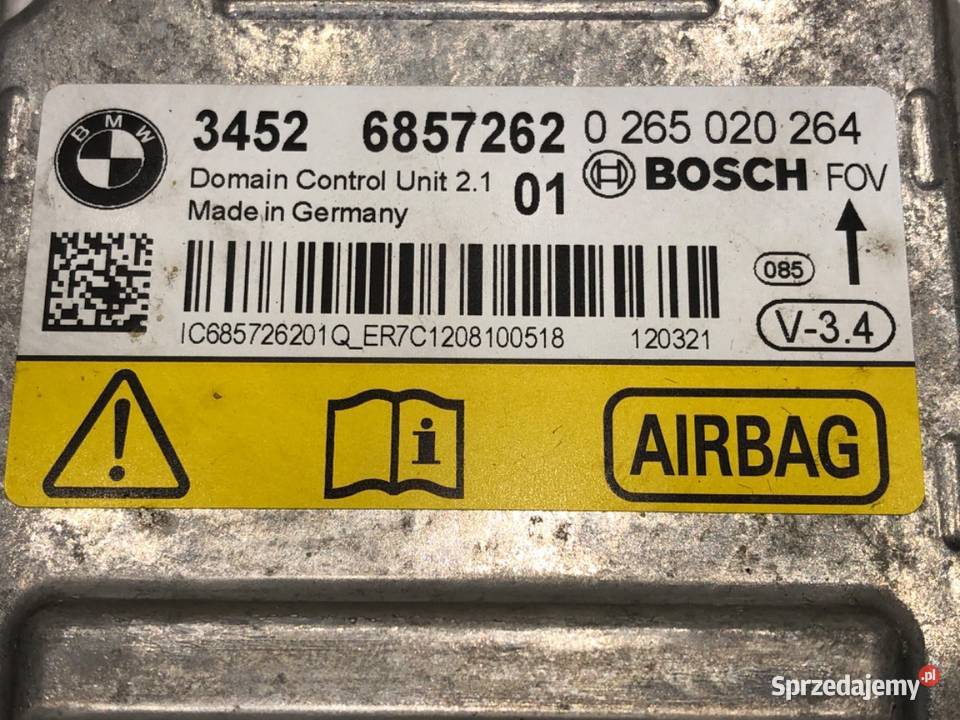 BMW
3452 6857262 0 265 020 264
Domain Control Unit 2.1 01 BOSCH FOV
Made in Germany
085
IC685726201Q_ER7C1208100518 120321
V-3.4
! i AIRBAG
Sprzedajemy.pl